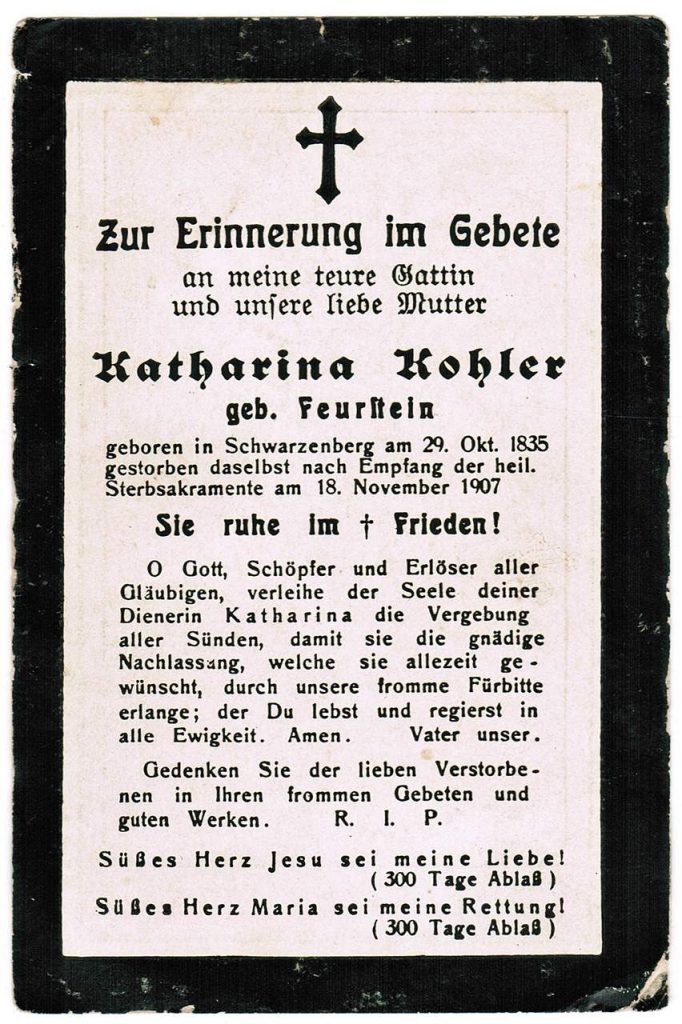 Zur Erinnerung im Gebete
an meine teure Gattin
und unsere liebe Mutter
Katharina Kohler
geb. Feurstein
geboren in Schwarzenberg am 29. Okt. 1835
gestorben daselbst nach Empfang der heil.
Sterbsakramente am 18. November 1907
Sie ruhe im † Frieden!
O Gott, Schöpfer und Erlöser aller
Gläubigen, verleihe der Seele deiner
Dienerin Katharina die Vergebung
aller Sünden, damit sie die gnädige
Nachlassung, welche sie allezeit ge-
wünscht, durch unsere fromme Fürbitte
erlange; der Du lebst und regierst in
alle Ewigkeit. Amen. Vater unser.
Gedenken Sie der lieben Verstorbe-
nen in Ihren frommen Gebeten und
guten Werken. R. I. P.
Süßes Herz Jesu sei meine Liebe!
(300 Tage Ablaß)
Süßes Herz Maria sei meine Rettung!
(300 Tage Ablaß)